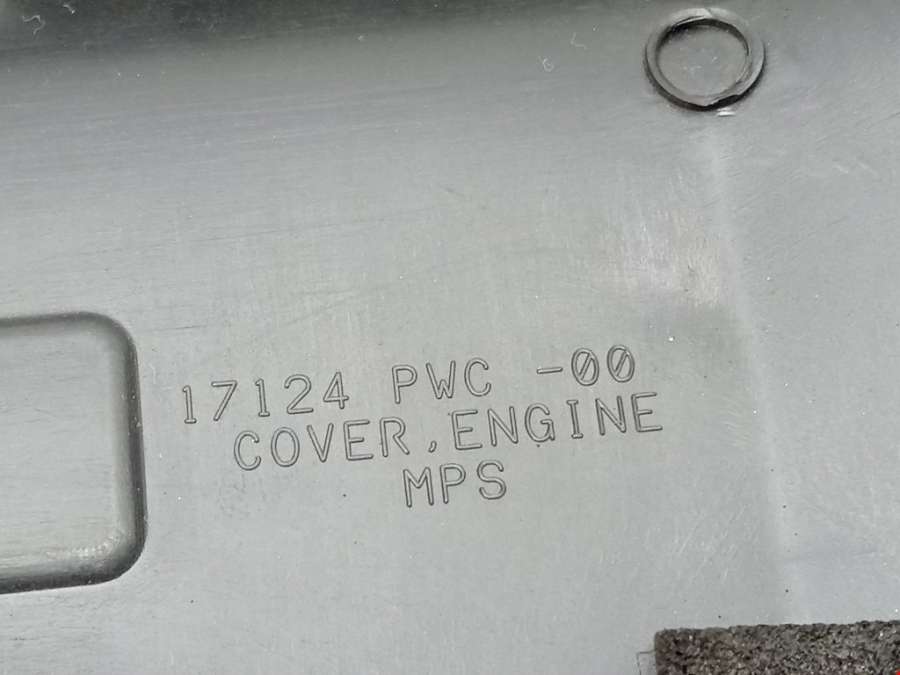 17124 PWC -00
COVER,ENGINE
MPS